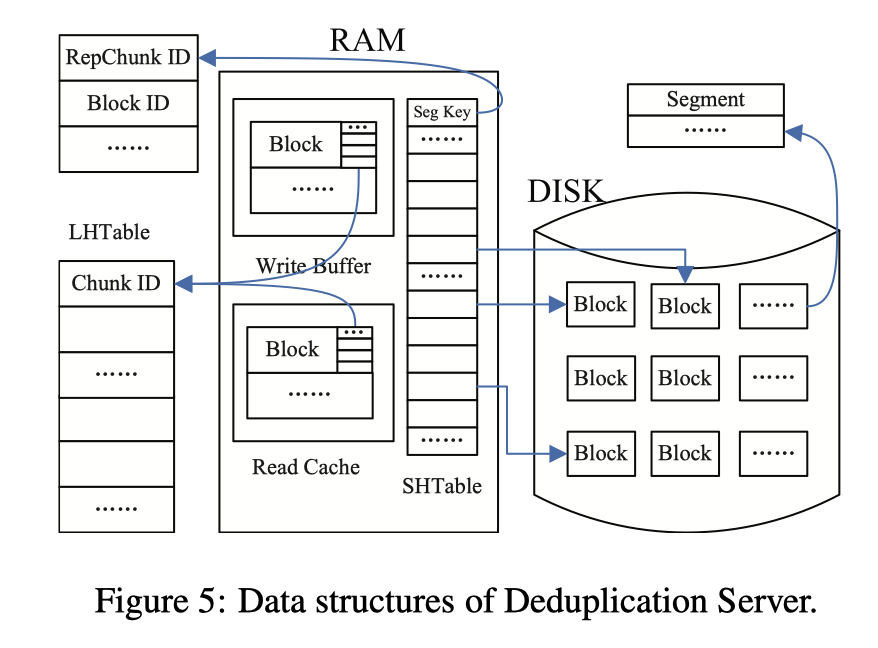 RAM
RepChunk ID
Block ID
......
Seg Key
......
Block
...
......
Write Buffer
LHTable
Chunk ID
......
......
Block
...
......
Read Cache
......
......
SHTable
Segment
......
DISK
Block
Block
......
Block
Block
......
Block
Block
......
Figure 5: Data structures of Deduplication Server.